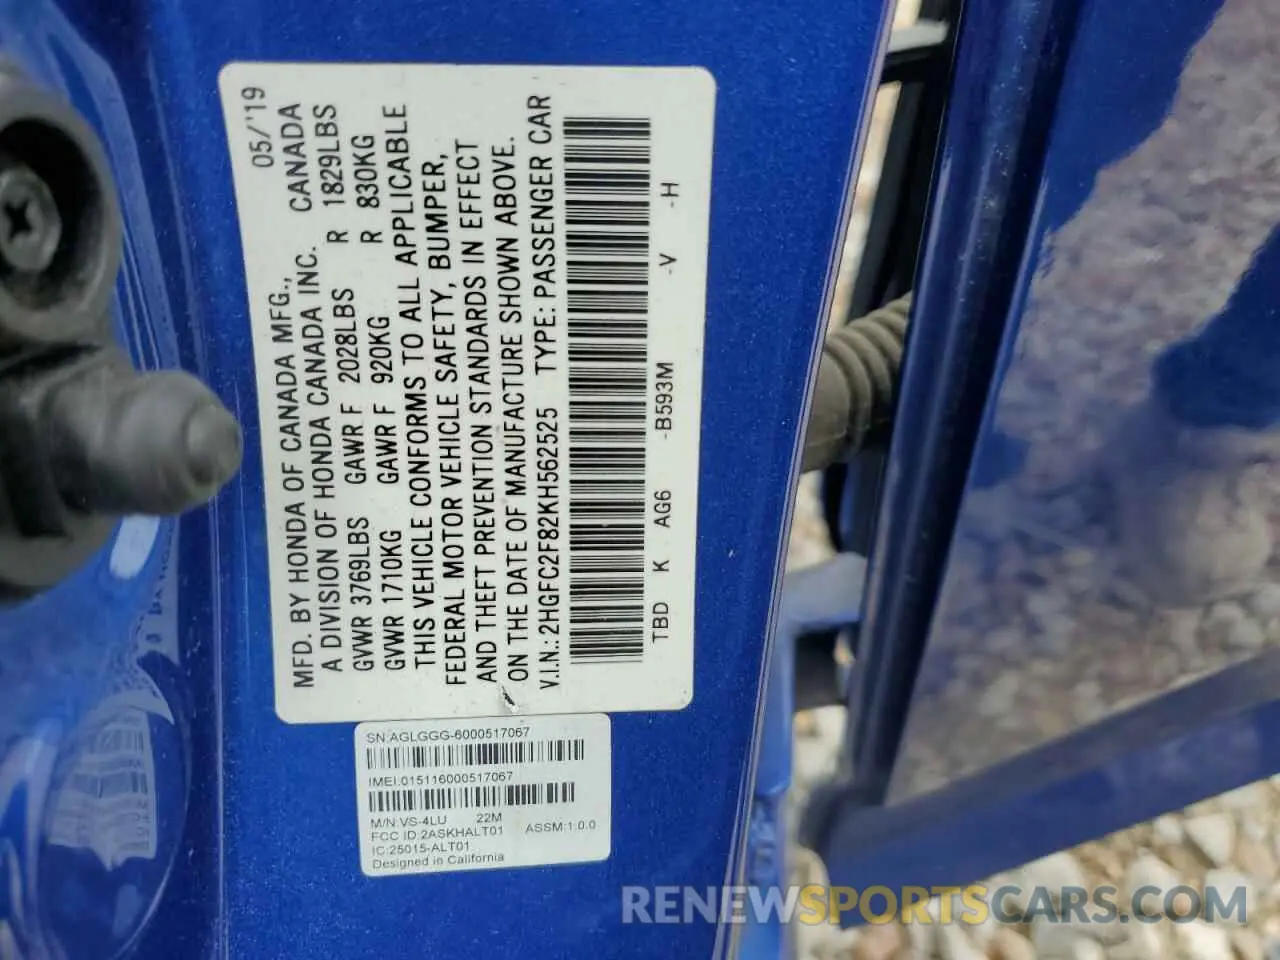 05/'19
MFD. BY HONDA OF CANADA MFG., CANADA
A DIVISION OF HONDA CANADA INC.
GVWR 3769LBS GAWR F 2028LBS R 1829LBS
GVWR 1710KG GAWR F 920KG R 830KG
THIS VEHICLE CONFORMS TO ALL APPLICABLE
FEDERAL MOTOR VEHICLE SAFETY, BUMPER,
AND THEFT PREVENTION STANDARDS IN EFFECT
ON THE DATE OF MANUFACTURE SHOWN ABOVE.
V.I.N.: 2HGFC2F82KH562525 TYPE: PASSENGER CAR
TBD K AG6 -B593M -V -H
SN:AGLGGG-6000517067
IMEI.015116000517067
M/N:VS-4LU 22M
FCC ID:2ASKHALT01 ASSM:1.0.0
IC:25015-ALT01
Designed in California
RENEWSPORTSCARS.COM